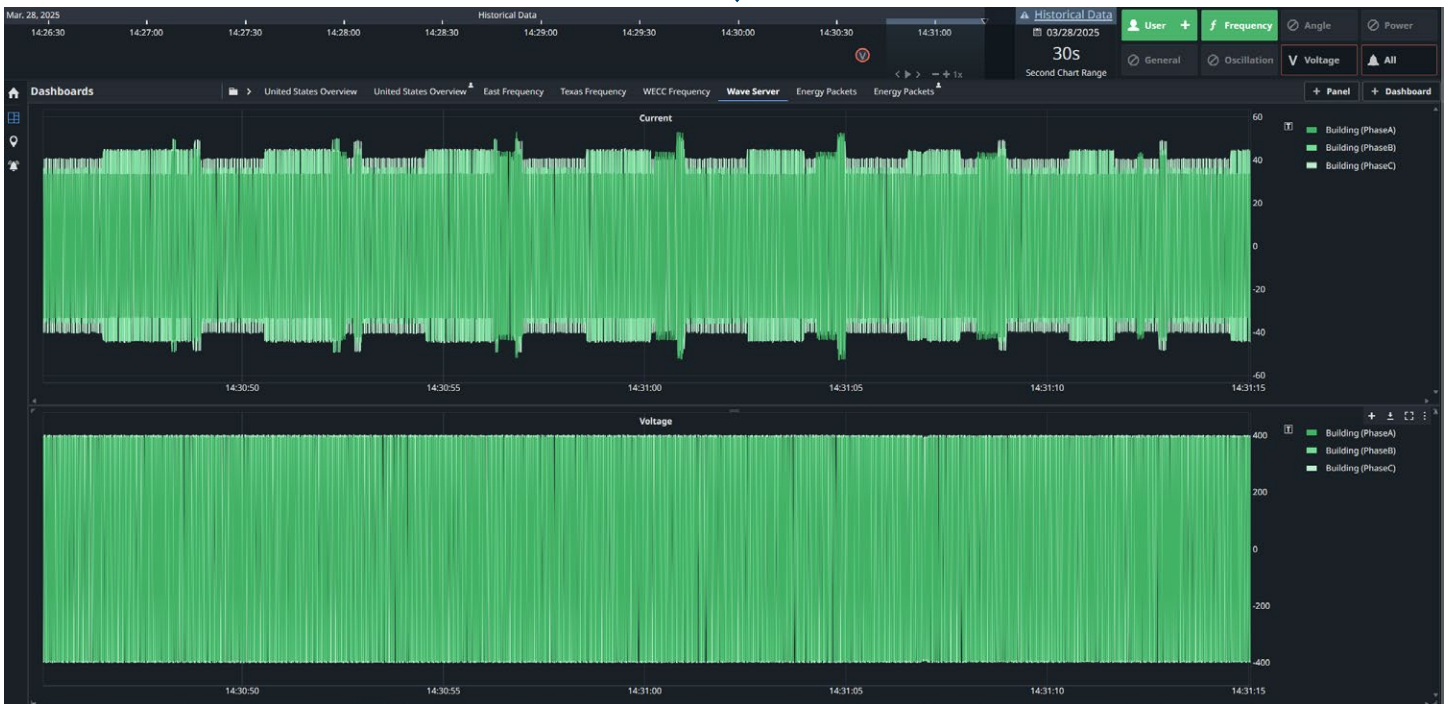 Mar. 28, 2025
Historical Data
14:26:30 14:27:00 14:27:30 14:28:00 14:28:30 14:29:00 14:29:30 14:30:00 14:30:30 14:31:00
V
< > − + 1x
Historical Data
03/28/2025
30s
Second Chart Range
User +
f Frequency
Angle
Power
General
Oscillation
V Voltage
All
Dashboards
> United States Overview United States Overview East Frequency Texas Frequency WECC Frequency Wave Server Energy Packets Energy Packets
+ Panel + Dashboard
Current
60
40
20
0
-20
-40
-60
T
Building (PhaseA)
Building (PhaseB)
Building (PhaseC)
14:30:50 14:30:55 14:31:00 14:31:05 14:31:10 14:31:15
Voltage
400
200
0
-200
-400
T
Building (PhaseA)
Building (PhaseB)
Building (PhaseC)
14:30:50 14:30:55 14:31:00 14:31:05 14:31:10 14:31:15